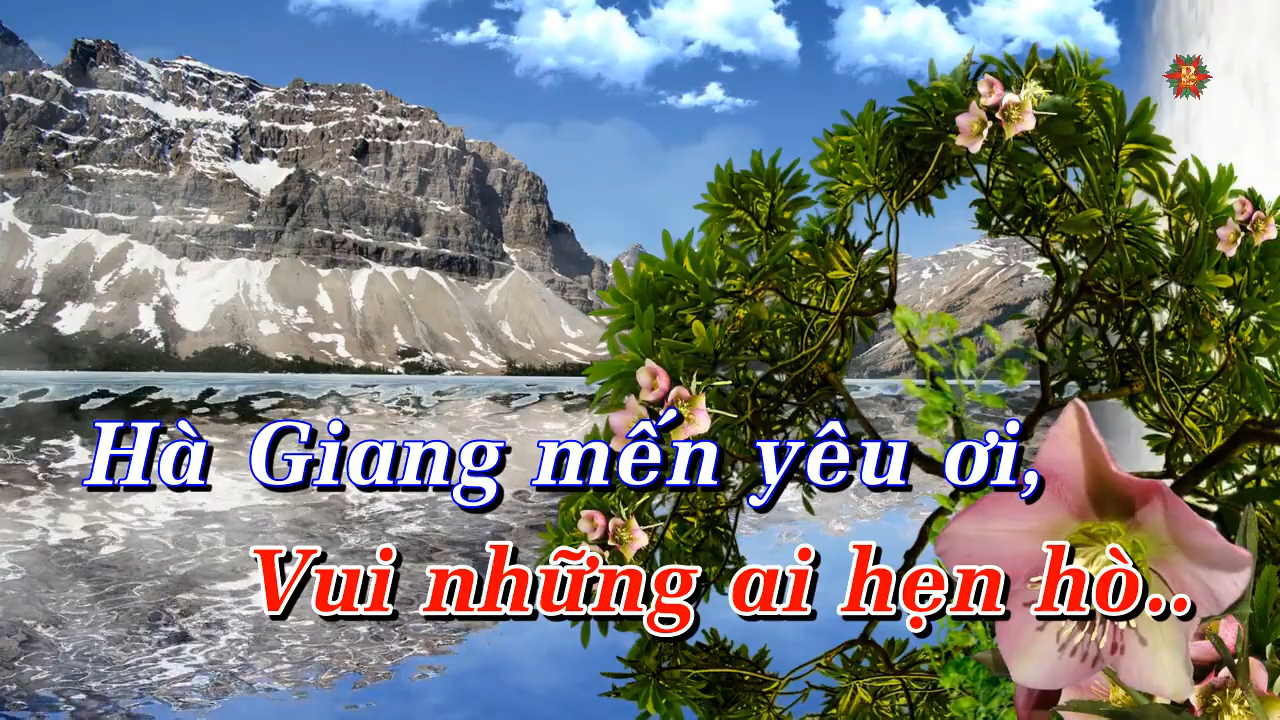 Hà Giang mến yêu ơi,
Vui những ai hẹn hò..